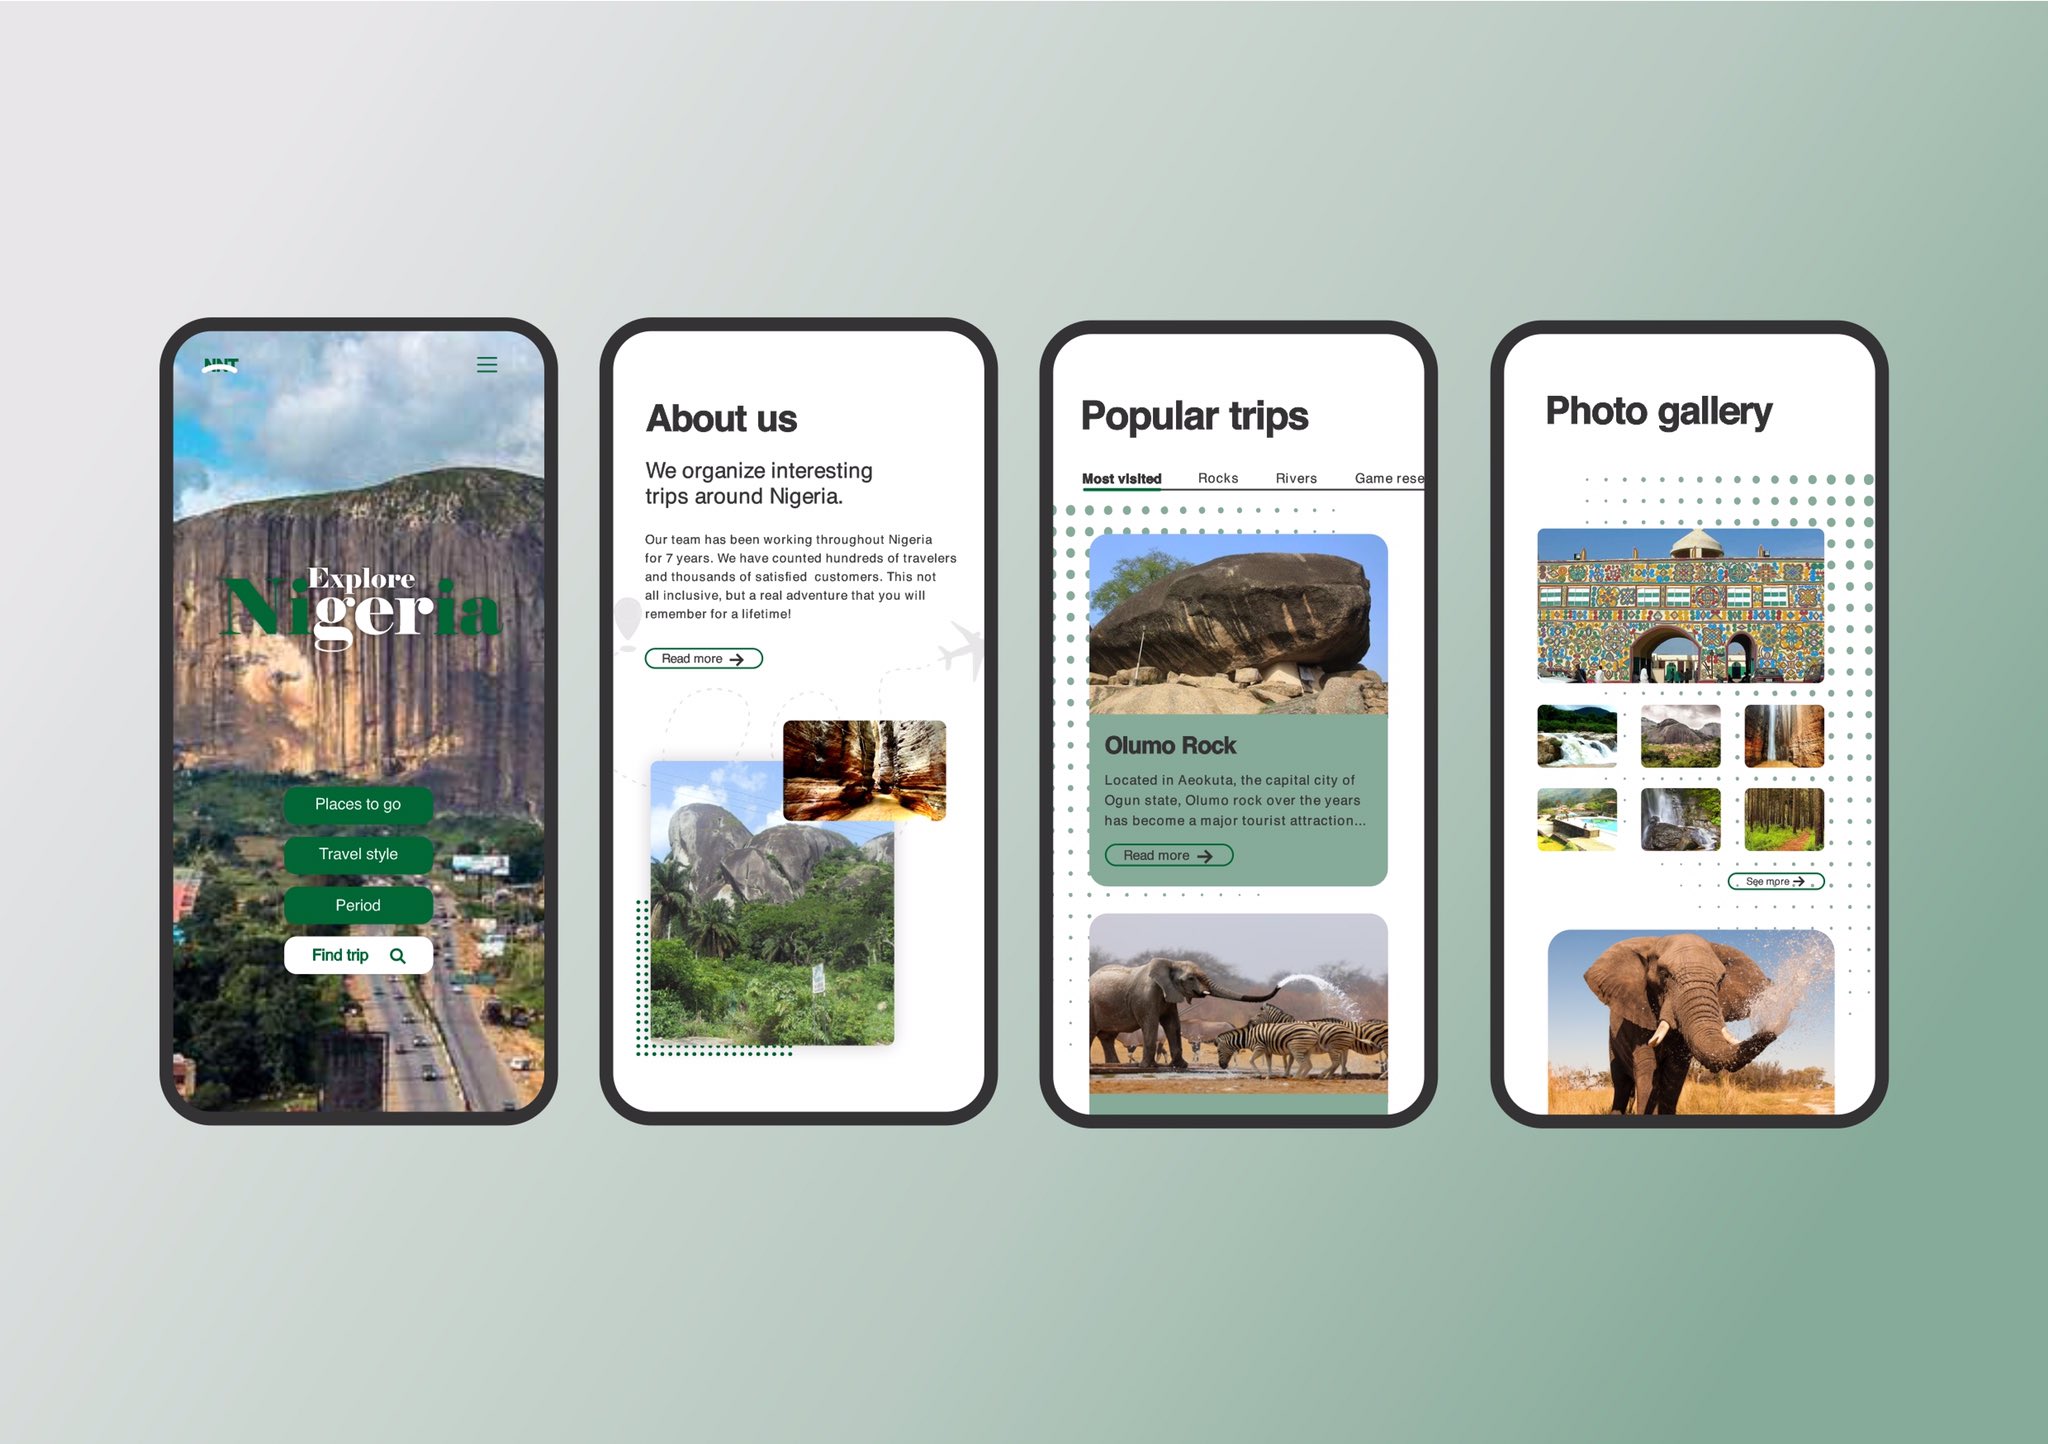 NNT
Explore
Nigeria
Places to go
Travel style
Period
Find trip
About us
We organize interesting
trips around Nigeria.
Our team has been working throughout Nigeria
for 7 years. We have counted hundreds of travelers
and thousands of satisfied customers. This not
all inclusive, but a real adventure that you will
remember for a lifetime!
Read more
Popular trips
Most visited Rocks Rivers Game rese
Olumo Rock
Located in Aeokuta, the capital city of
Ogun state, Olumo rock over the years
has become a major tourist attraction...
Read more
Photo gallery
See more